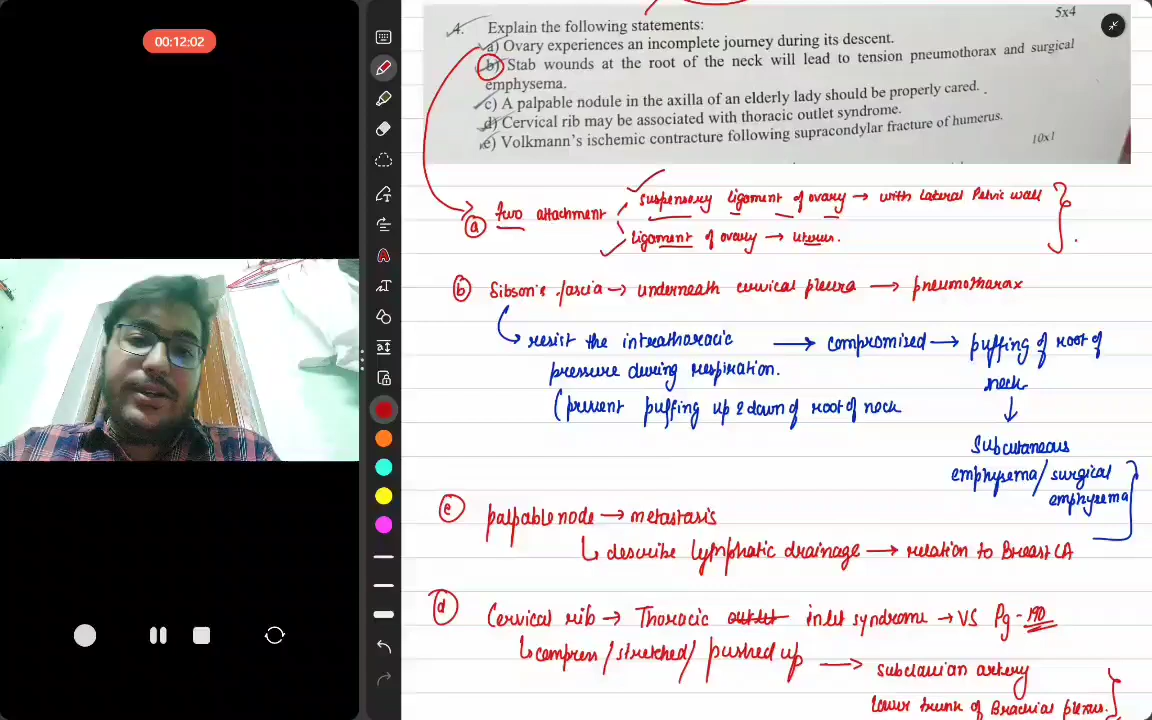 00:12:02
5x4
4. Explain the following statements:
a) Ovary experiences an incomplete journey during its descent.
b) Stab wounds at the root of the neck will lead to tension pneumothorax and surgical
emphysema.
c) A palpable nodule in the axilla of an elderly lady should be properly cared.
d) Cervical rib may be associated with thoracic outlet syndrome.
e) Volkmann's ischemic contracture following supracondylar fracture of humerus.
10x1
a two attachment
suspensory ligament of ovary → with Lateral Pelvic wall
ligament of ovary → uterus.
b Sibson's fascia → underneath cervical pleura → pneumothorax
resist the intrathoracic → compromized → puffing of root of
pressure during respiration. neck
(prevent puffing up & down of root of neck
↓
Subcutaneous
emphysema/surgical
emphysema
c palpable node → metastasis
↳ describe lymphatic drainage → relation to Breast CA
d Cervical rib → Thoracic outlet inlet syndrome → VS Pg - 190
↳ compress / stretched / pushed up → subclavian artery
lower trunk of Brachial plexus.